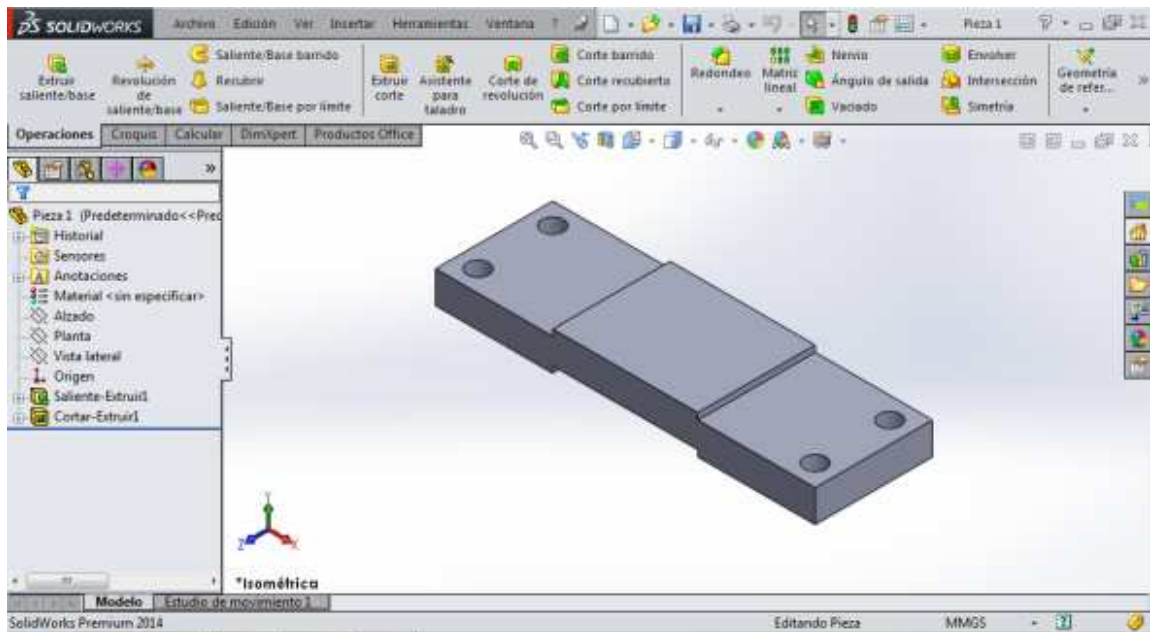 SOLIDWORKS Archivo Edición Ver Insertar Herramientas Ventana ? Pieza 1
Extruir saliente/base
Revolución de saliente/base
Saliente/Base barrido
Recubrir
Saliente/Base por límite
Extruir corte
Asistente para taladro
Corte de revolución
Corte barrido
Corte recubierto
Corte por límite
Redondeo
Matriz lineal
Nervio
Ángulo de salida
Vaciado
Envolver
Intersección
Simetría
Geometría de refer...
Operaciones Croquis Calcular DimXpert Productos Office
Pieza 1 (Predeterminado<<Pred
Historial
Sensores
Anotaciones
Material <sin especificar>
Alzado
Planta
Vista lateral
Origen
Saliente-Extruir1
Cortar-Extruir1
Y
Z
X
*Isométrica
Modelo Estudio de movimiento 1
SolidWorks Premium 2014 Editando Pieza MMGS